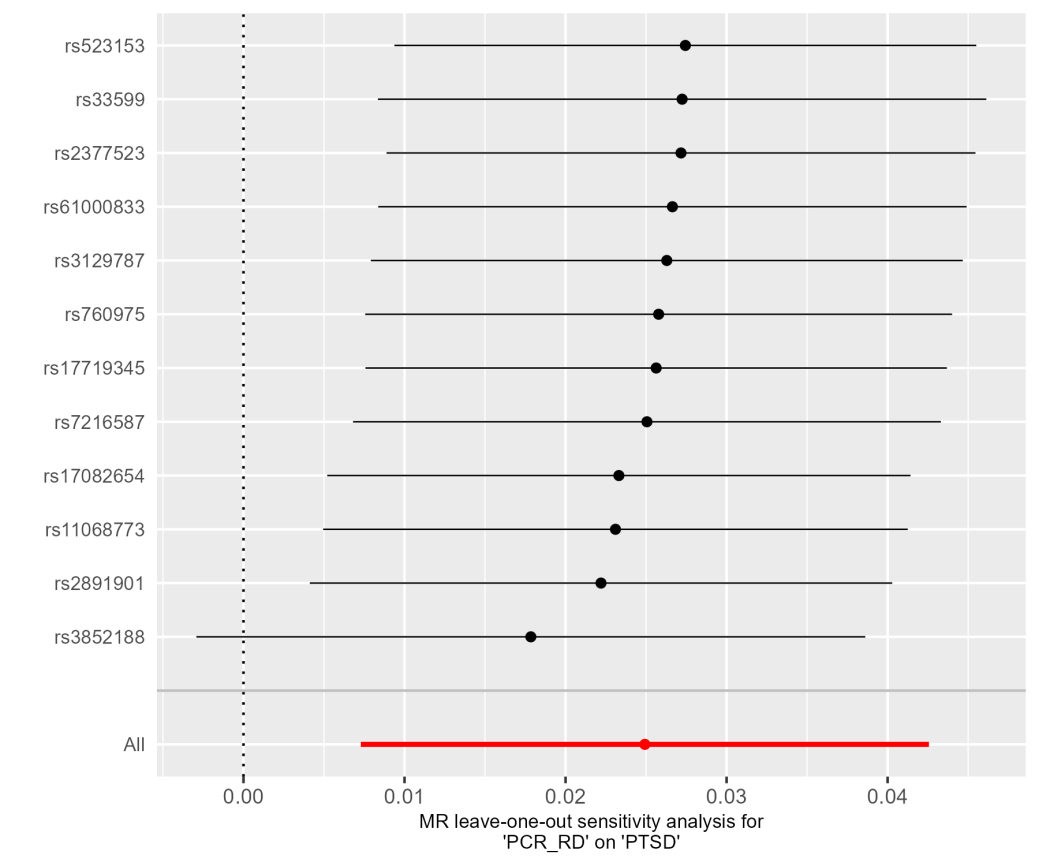 rs523153
rs33599
rs2377523
rs61000833
rs3129787
rs760975
rs17719345
rs7216587
rs17082654
rs11068773
rs2891901
rs3852188
All
0.00 0.01 0.02 0.03 0.04
MR leave-one-out sensitivity analysis for
'PCR_RD' on 'PTSD'